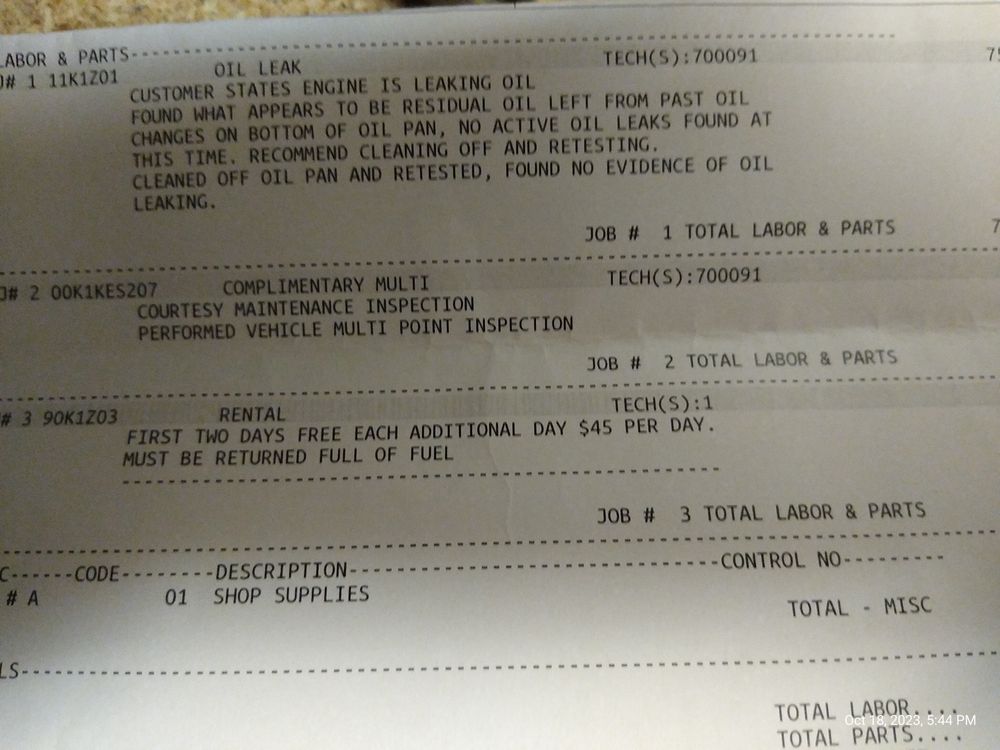 LABOR & PARTS----------------------------------------------------------------
J# 1 11K1Z01 OIL LEAK TECH(S):700091
CUSTOMER STATES ENGINE IS LEAKING OIL
FOUND WHAT APPEARS TO BE RESIDUAL OIL LEFT FROM PAST OIL
CHANGES ON BOTTOM OF OIL PAN, NO ACTIVE OIL LEAKS FOUND AT
THIS TIME. RECOMMEND CLEANING OFF AND RETESTING.
CLEANED OFF OIL PAN AND RETESTED, FOUND NO EVIDENCE OF OIL
LEAKING.
JOB # 1 TOTAL LABOR & PARTS
J# 2 00K1KES207 COMPLIMENTARY MULTI TECH(S):700091
COURTESY MAINTENANCE INSPECTION
PERFORMED VEHICLE MULTI POINT INSPECTION
JOB # 2 TOTAL LABOR & PARTS
# 3 90K1Z03 RENTAL TECH(S):1
FIRST TWO DAYS FREE EACH ADDITIONAL DAY $45 PER DAY.
MUST BE RETURNED FULL OF FUEL
JOB # 3 TOTAL LABOR & PARTS
C------CODE--------DESCRIPTION--------------------------------CONTROL NO---------
# A 01 SHOP SUPPLIES
TOTAL - MISC
LS----------------------------------------------------------------
TOTAL LABOR....
TOTAL PARTS....
Oct 18, 2023, 5:44 PM